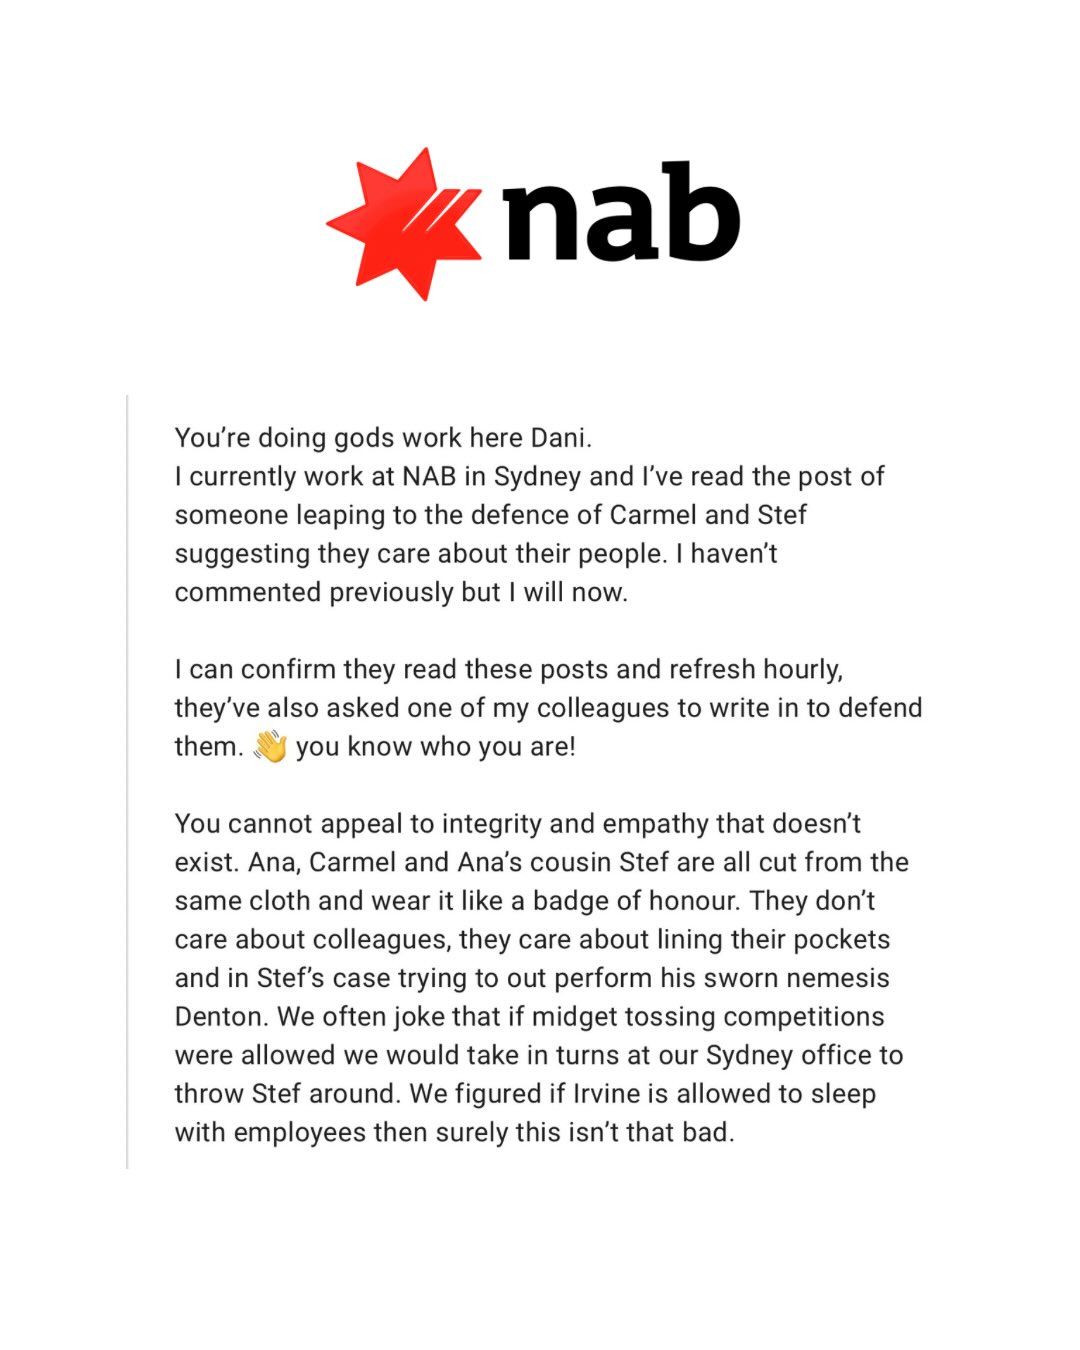 nab
You’re doing gods work here Dani.
I currently work at NAB in Sydney and I’ve read the post of
someone leaping to the defence of Carmel and Stef
suggesting they care about their people. I haven’t
commented previously but I will now.
I can confirm they read these posts and refresh hourly,
they’ve also asked one of my colleagues to write in to defend
them. 👋 you know who you are!
You cannot appeal to integrity and empathy that doesn’t
exist. Ana, Carmel and Ana’s cousin Stef are all cut from the
same cloth and wear it like a badge of honour. They don’t
care about colleagues, they care about lining their pockets
and in Stef’s case trying to out perform his sworn nemesis
Denton. We often joke that if midget tossing competitions
were allowed we would take in turns at our Sydney office to
throw Stef around. We figured if Irvine is allowed to sleep
with employees then surely this isn’t that bad.